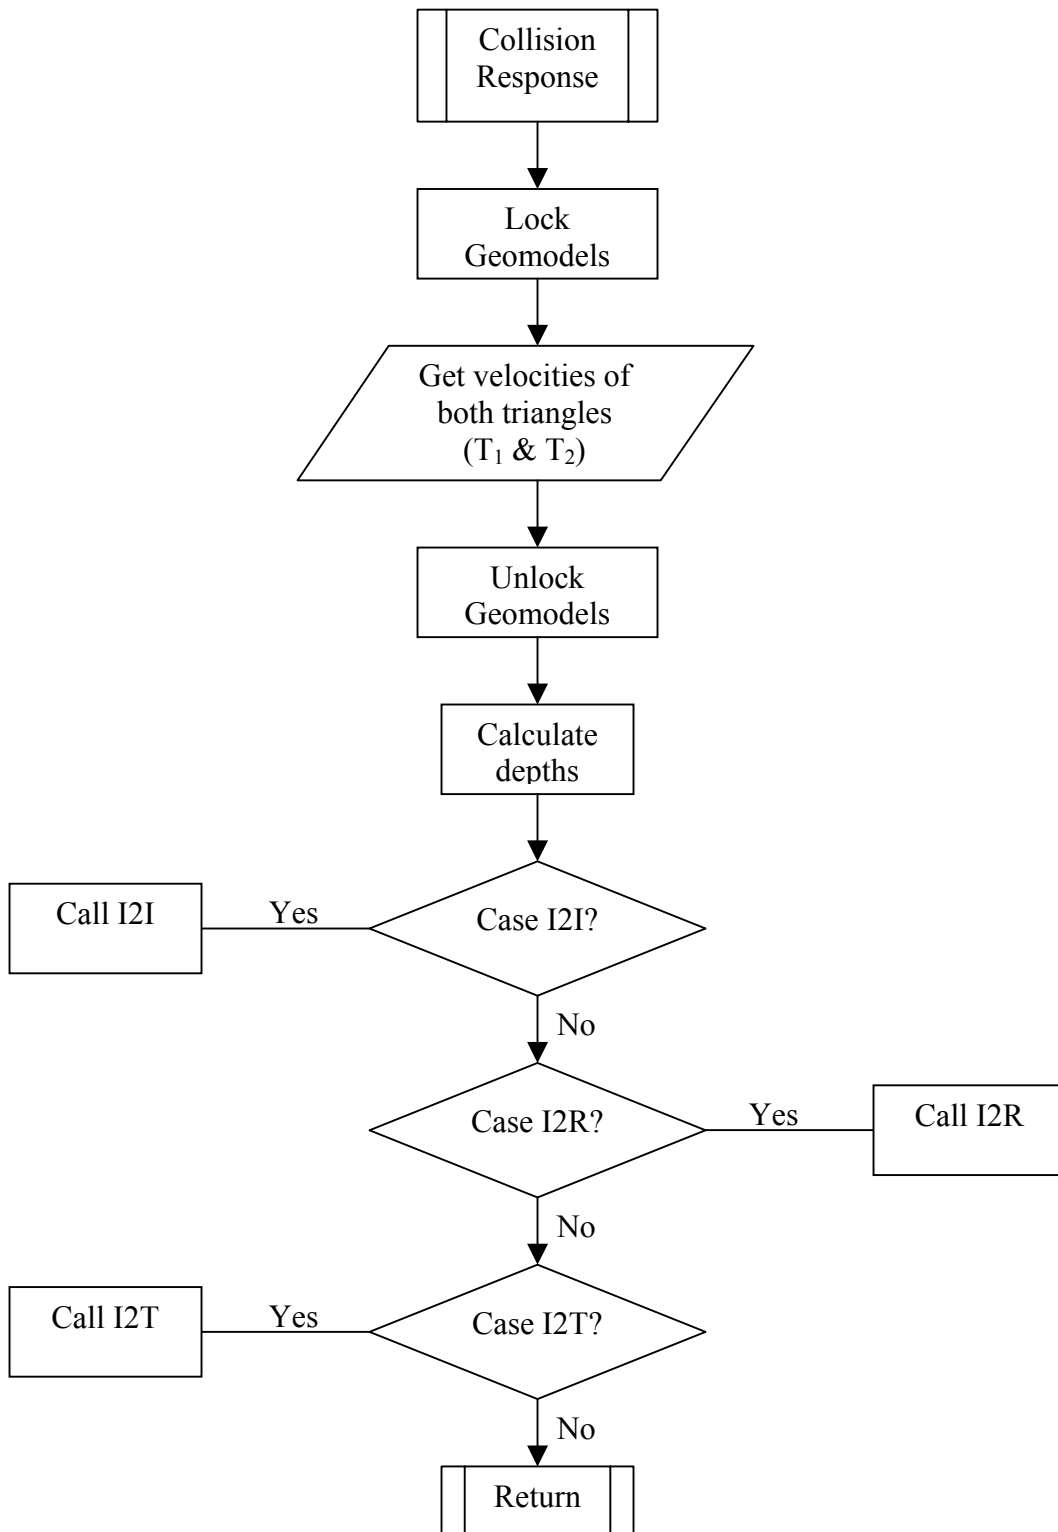 Collision
Response
Lock
Geomodels
Get velocities of
both triangles
(T₁ & T₂)
Unlock
Geomodels
Calculate
depths
Call I2I
Yes
Case I2I?
No
Case I2R?
Yes
Call I2R
No
Call I2T
Yes
Case I2T?
No
Return